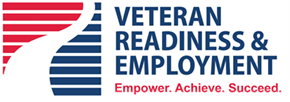 VETERAN
READINESS &
EMPLOYMENT
Empower. Achieve. Succeed.